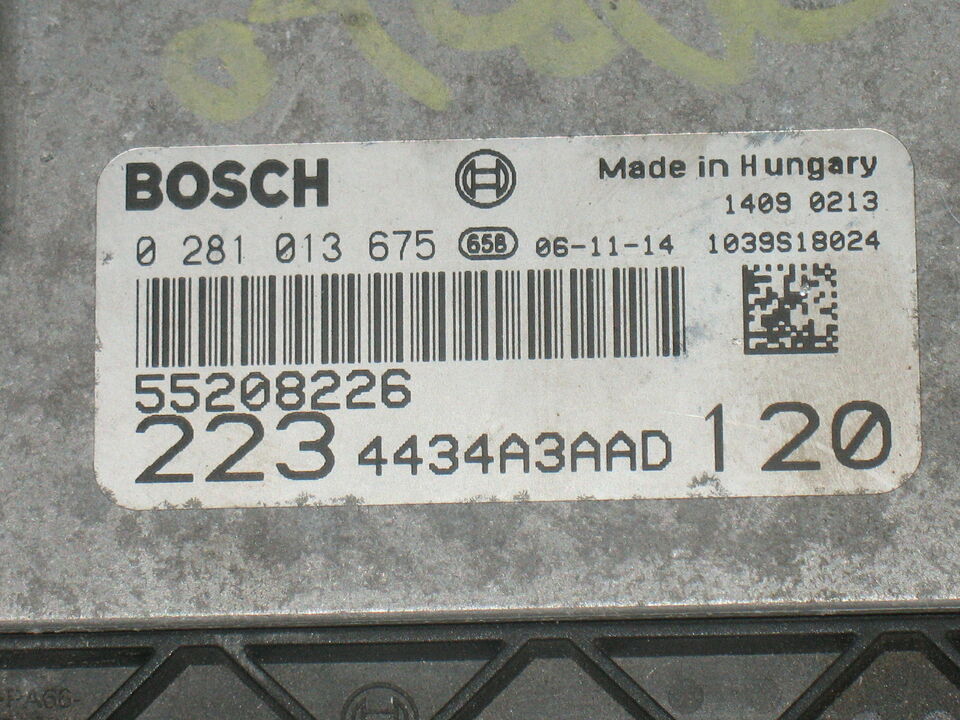 BOSCH Made in Hungary
1409 0213
0 281 013 675 658 06-11-14 1039S18024
55208226
223 4434A3AAD 120